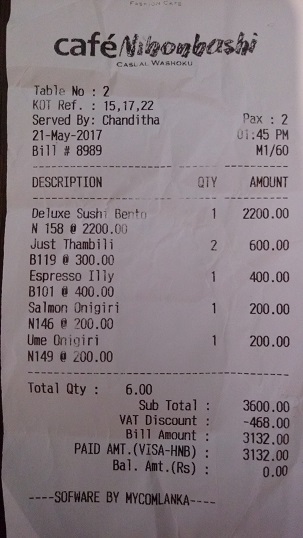 café Nihonbashi
CASUAL WASHOKU
Table No : 2
KOT Ref. : 15,17,22
Served By: Chanditha Pax : 2
21-May-2017 01:45 PM
Bill # 8989 M1/60
DESCRIPTION QTY AMOUNT
Deluxe Sushi Bento 1 2200.00
N 158 @ 2200.00
Just Thambili 2 600.00
B119 @ 300.00
Espresso Illy 1 400.00
B101 @ 400.00
Salmon Onigiri 1 200.00
N146 @ 200.00
Ume Onigiri 1 200.00
N149 @ 200.00
Total Qty : 6.00
Sub Total : 3600.00
VAT Discount : -468.00
Bill Amount : 3132.00
PAID AMT.(VISA-HNB) : 3132.00
Bal. Amt.(Rs) : 0.00
----SOFWARE BY MYCOMLANKA----